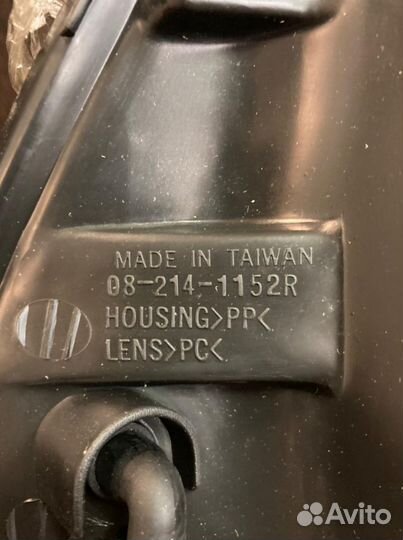 MADE IN TAIWAN
08-214-1152R
HOUSING>PP<
LENS>PC<
Avito